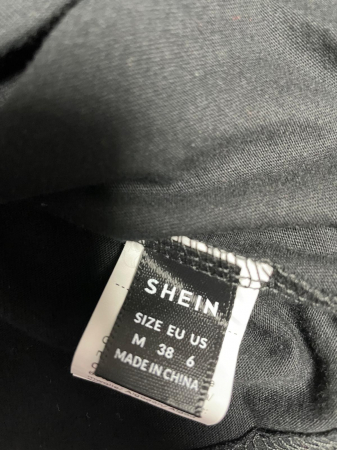 SHEIN
SIZE EU US
M 38 6
MADE IN CHINA